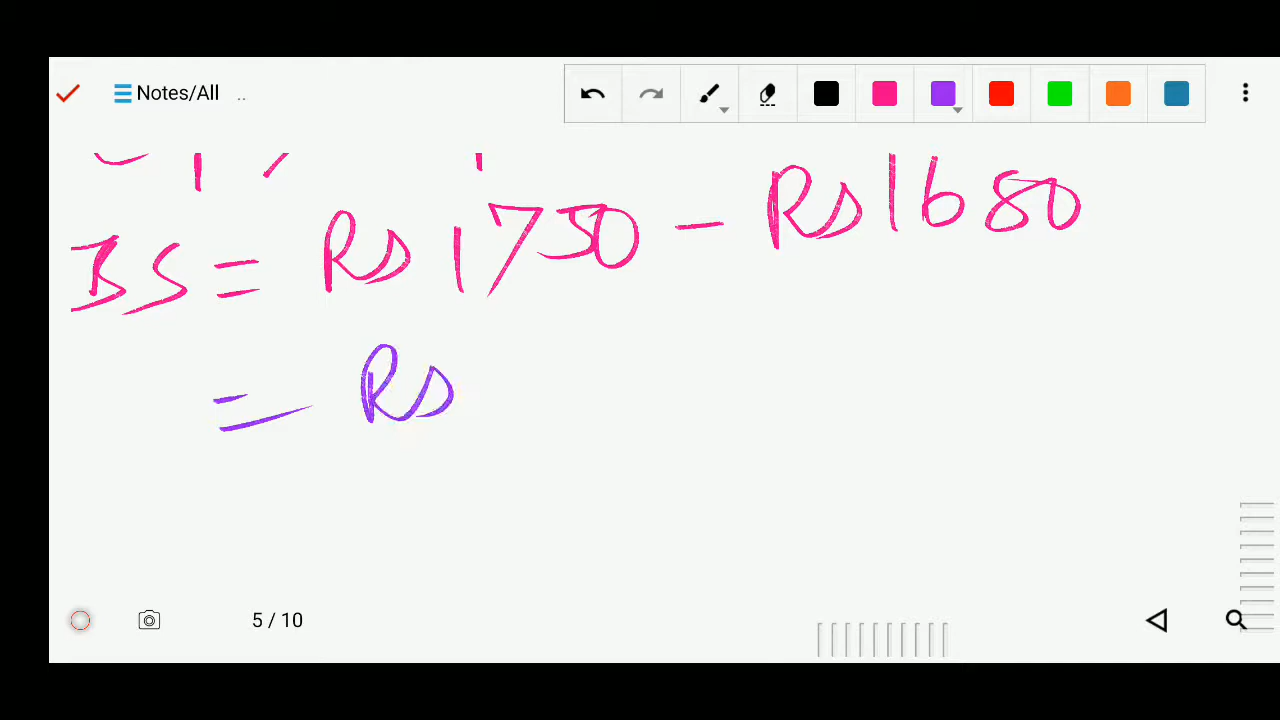 Notes/All ..
BS = Rs 1750 - Rs 1680
= Rs
5 / 10